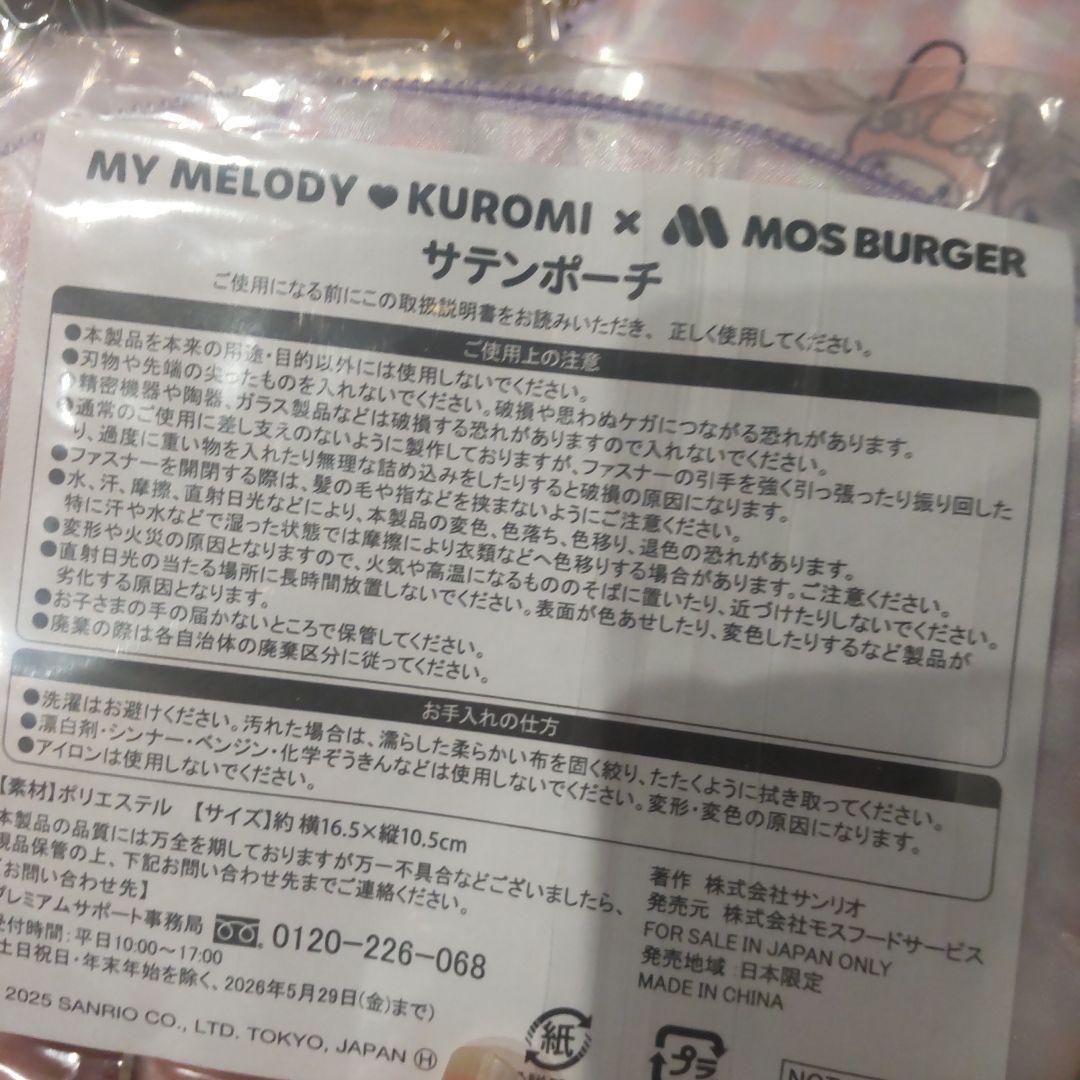 MY MELODY ♥ KUROMI × MOS BURGER
サテンポーチ
ご使用になる前にこの取扱説明書をお読みいただき、正しく使用してください。
ご使用上の注意
●本製品を本来の用途・目的以外には使用しないでください。
●刃物や先端の尖ったものを入れないでください。破損や思わぬケガにつながる恐れがあります。
●精密機器や陶器、ガラス製品などは破損する恐れがありますので入れないでください。
●通常のご使用に差し支えのないように製作しておりますが、ファスナーの引手を強く引っ張ったり振り回した
り、過度に重い物を入れたり無理な詰め込みをしたりすると破損の原因になります。
●ファスナーを開閉する際は、髪の毛や指などを挟まないようにご注意ください。
●水、汗、摩擦、直射日光などにより、本製品の変色、色落ち、色移り、退色の恐れがあります。
特に汗や水などで湿った状態では摩擦により衣類などへ色移りする場合があります。ご注意ください。
●変形や火災の原因となりますので、火気や高温になるもののそばに置いたり、近づけたりしないでください。
●直射日光の当たる場所に長時間放置しないでください。表面が色あせしたり、変色したりするなど製品が
劣化する原因となります。
●お子さまの手の届かないところで保管してください。
●廃棄の際は各自治体の廃棄区分に従ってください。
お手入れの仕方
●洗濯はお避けください。汚れた場合は、濡らした柔らかい布を固く絞り、たたくように拭き取ってください。
●漂白剤・シンナー・ベンジン・化学ぞうきんなどは使用しないでください。変形・変色の原因になります。
●アイロンは使用しないでください。
【素材】ポリエステル 【サイズ】約 横16.5×縦10.5cm
本製品の品質には万全を期しておりますが万一不具合などございましたら、
現品保管の上、下記お問い合わせ先までご連絡ください。
【お問い合わせ先】
プレミアムサポート事務局 0120-226-068
受付時間:平日10:00～17:00
土日祝日・年末年始を除く、2026年5月29日(金)まで)
2025 SANRIO CO., LTD. TOKYO, JAPAN Ⓗ
著作 株式会社サンリオ
発売元 株式会社モスフードサービス
FOR SALE IN JAPAN ONLY
発売地域:日本限定
MADE IN CHINA
紙
プラ